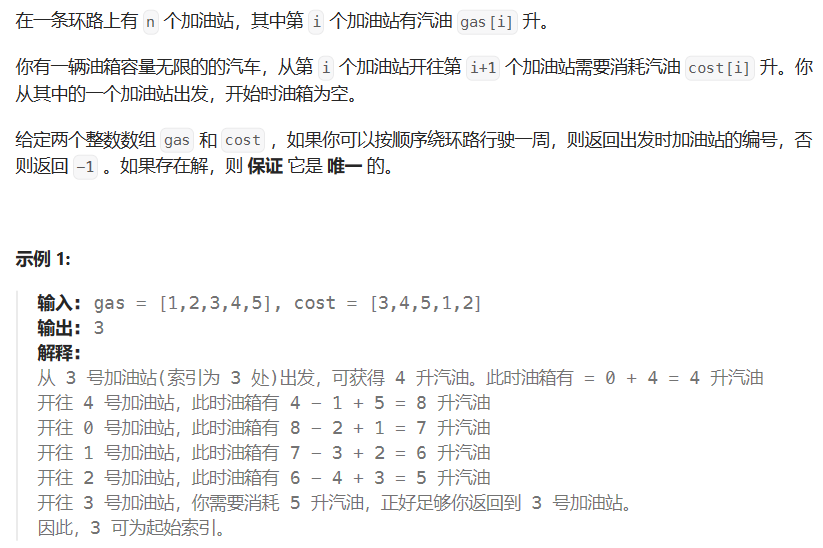 在一条环路上有 n 个加油站，其中第 i 个加油站有汽油 gas[i] 升。
你有一辆油箱容量无限的的汽车，从第 i 个加油站开往第 i+1 个加油站需要消耗汽油 cost[i] 升。你
从其中的一个加油站出发，开始时油箱为空。
给定两个整数数组 gas 和 cost ，如果你可以按顺序绕环路行驶一周，则返回出发时加油站的编号，否
则返回 -1 。如果存在解，则 保证 它是 唯一 的。
示例 1:
输入: gas = [1,2,3,4,5], cost = [3,4,5,1,2]
输出: 3
解释:
从 3 号加油站(索引为 3 处)出发，可获得 4 升汽油。此时油箱有 = 0 + 4 = 4 升汽油
开往 4 号加油站，此时油箱有 4 - 1 + 5 = 8 升汽油
开往 0 号加油站，此时油箱有 8 - 2 + 1 = 7 升汽油
开往 1 号加油站，此时油箱有 7 - 3 + 2 = 6 升汽油
开往 2 号加油站，此时油箱有 6 - 4 + 3 = 5 升汽油
开往 3 号加油站，你需要消耗 5 升汽油，正好足够你返回到 3 号加油站。
因此，3 可为起始索引。